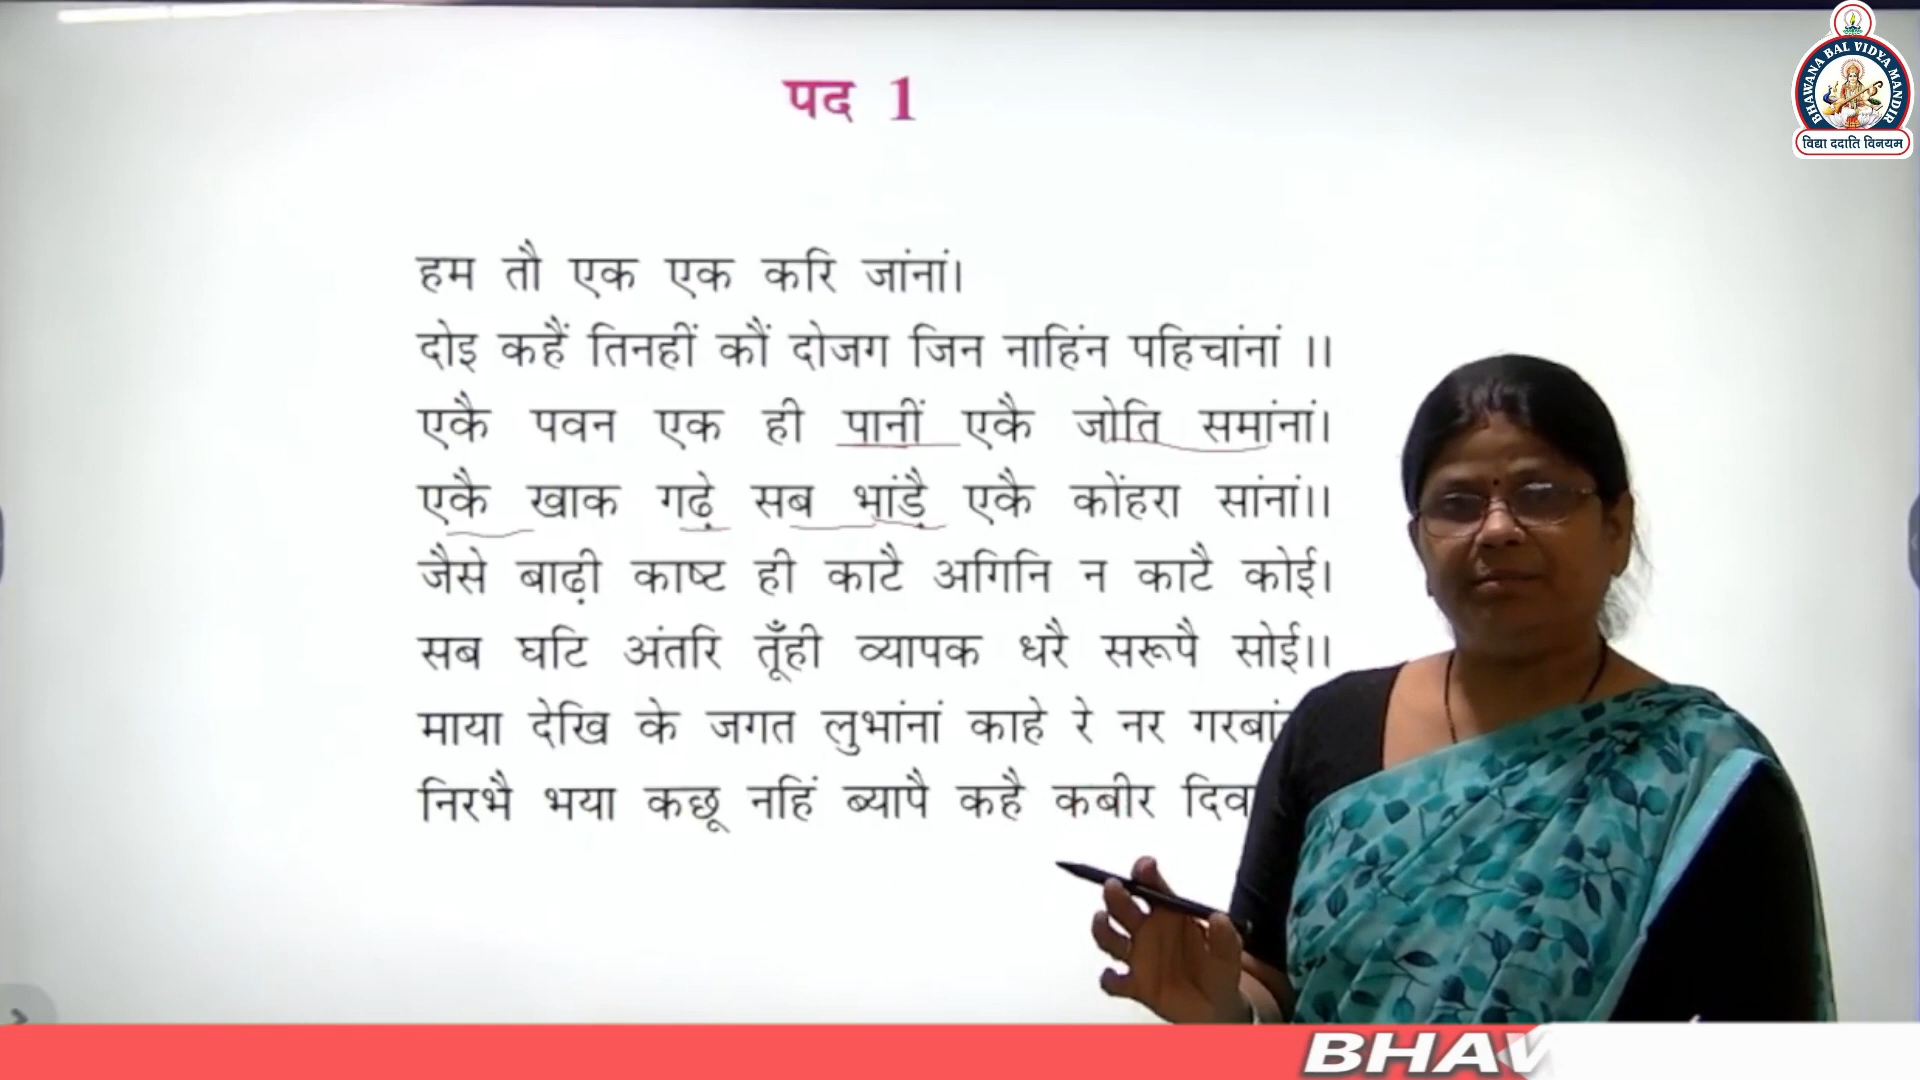 पद 1
हम तौ एक एक करि जांनां।
दोइ कहैं तिनहीं कौं दोजग जिन नाहिंन पहिचांनां ।।
एकै पवन एक ही पानीं एकै जोति समांनां।
एकै खाक गढ़े सब भांड़ै एकै कोंहरा सांनां।।
जैसे बाढ़ी काष्ट ही काटै अगिनि न काटै कोई।
सब घटि अंतरि तूँही व्यापक धरै सरूपै सोई।।
माया देखि के जगत लुभांनां काहे रे नर
निरभै भया कछू नहिं ब्यापै कहै कबीर
BHAWANA BAL VIDYA MANDIR
विद्या ददाति विनयम